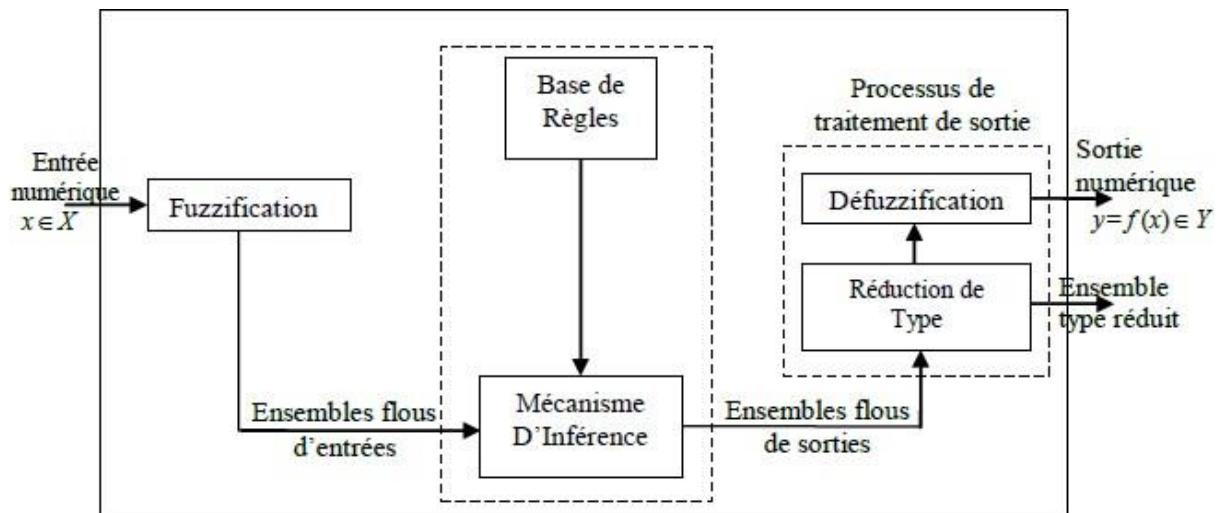 Base de
Règles
Processus de
traitement de sortie
Entrée
numérique
x ∈ X
Fuzzification
Défuzzification
Sortie
numérique
y= f (x) ∈ Y
Réduction de
Type
Ensemble
type réduit
Ensembles flous
d'entrées
Mécanisme
D'Inférence
Ensembles flous
de sorties